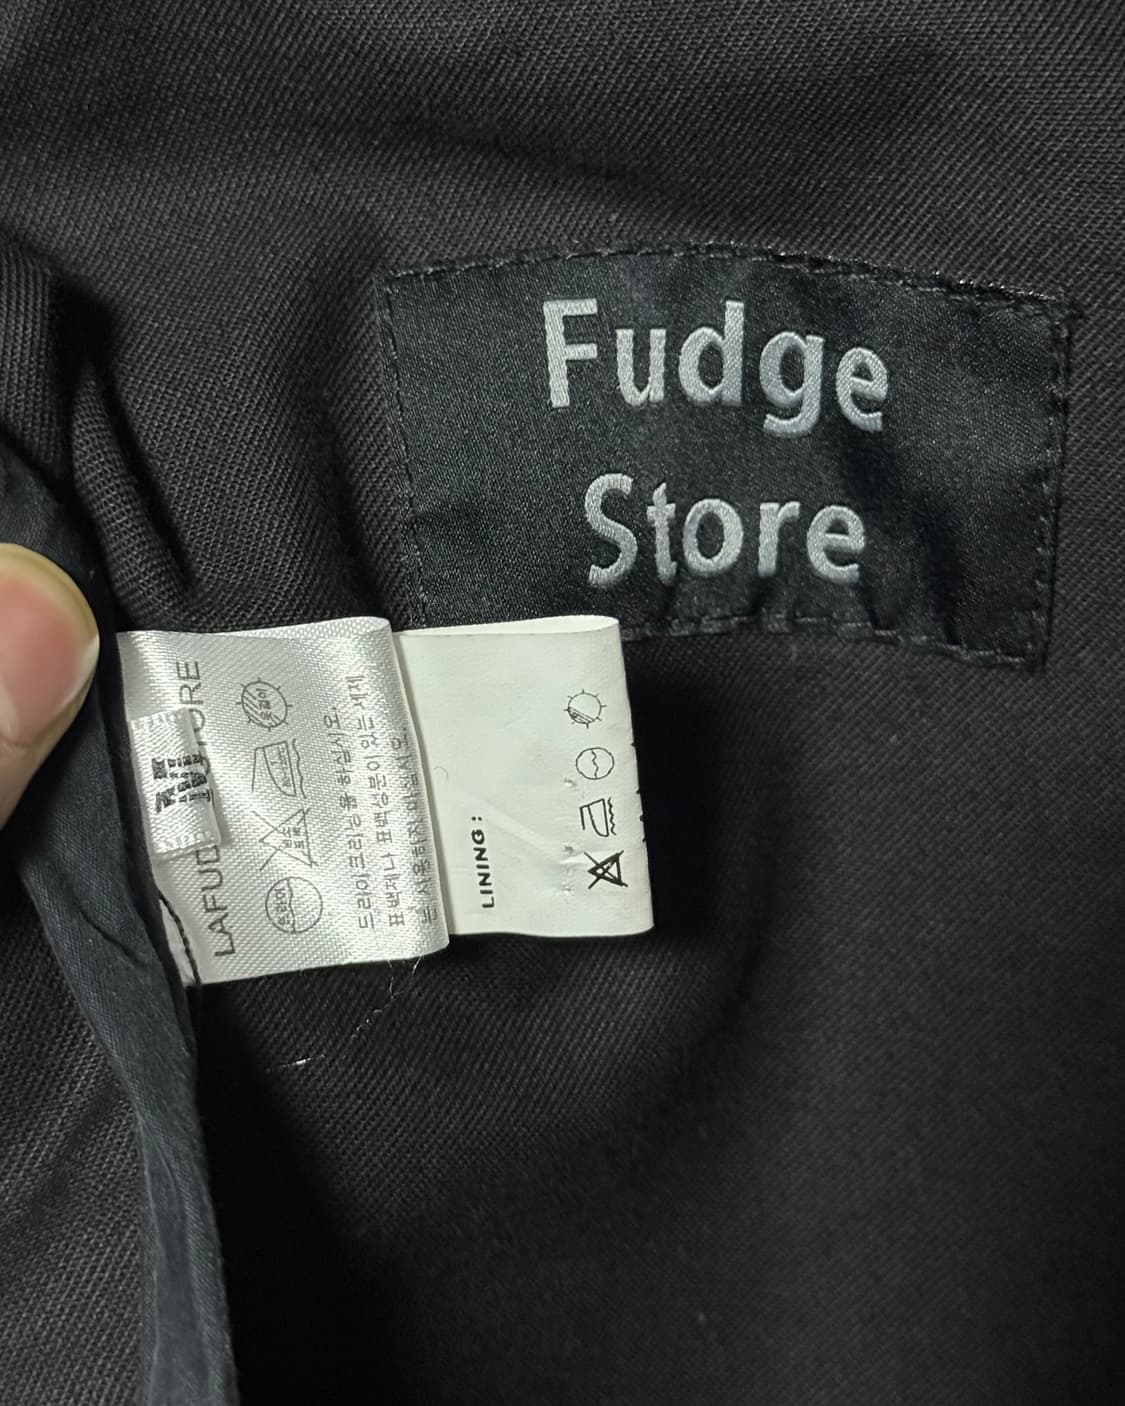 Fudge
Store
LAFUD
ORE
드라이크리닝을 하십시오.
표백제나 표백성분이 있는 세제
사용하지 마십시오.
LINING :